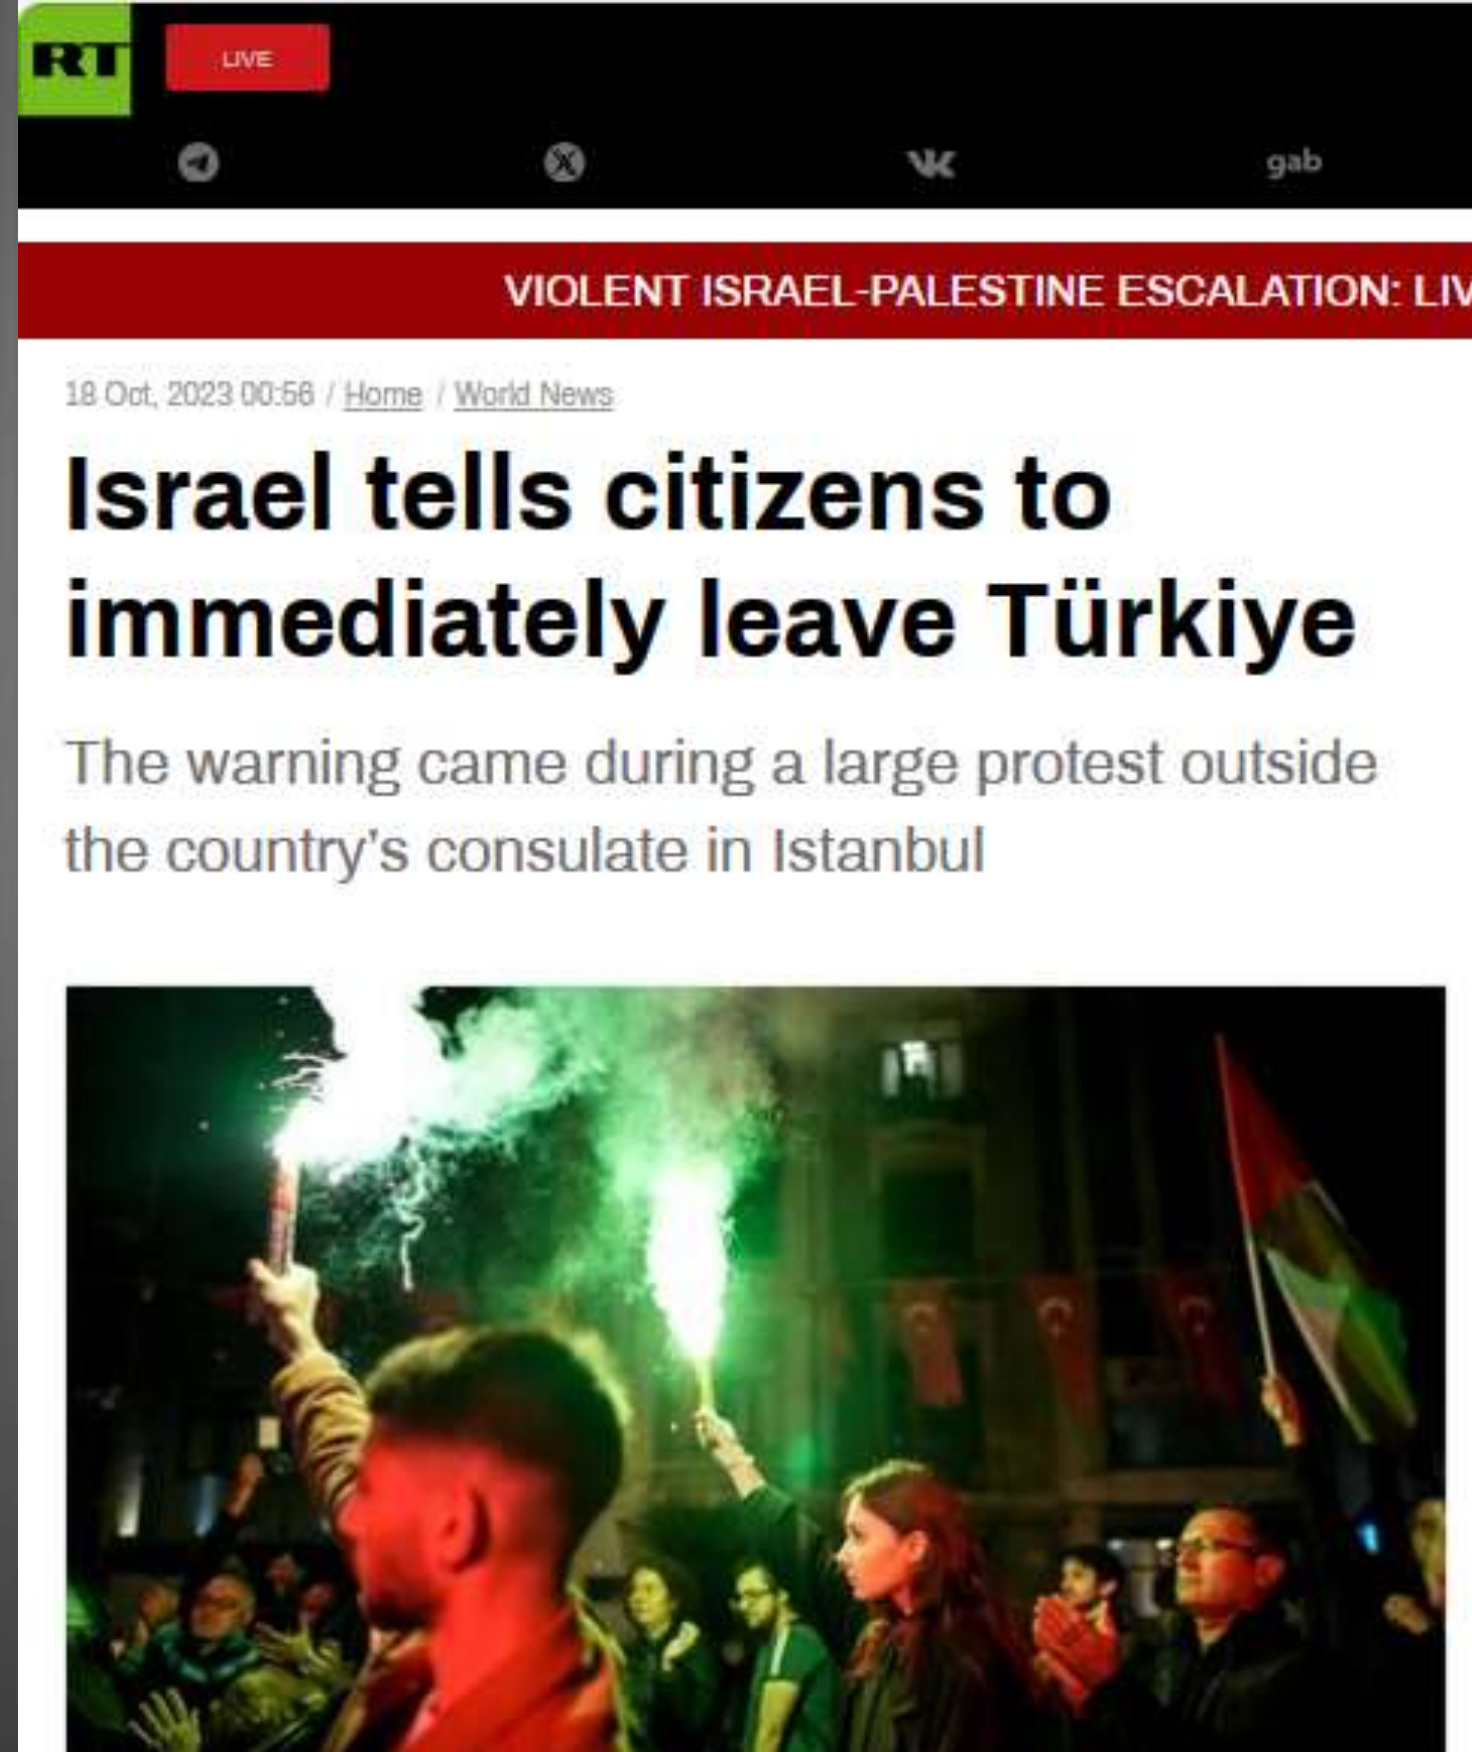 RT
LIVE
gab
VIOLENT ISRAEL-PALESTINE ESCALATION: LIV
18 Oct, 2023 00:56 / Home / World News
Israel tells citizens to
immediately leave Türkiye
The warning came during a large protest outside
the country's consulate in Istanbul